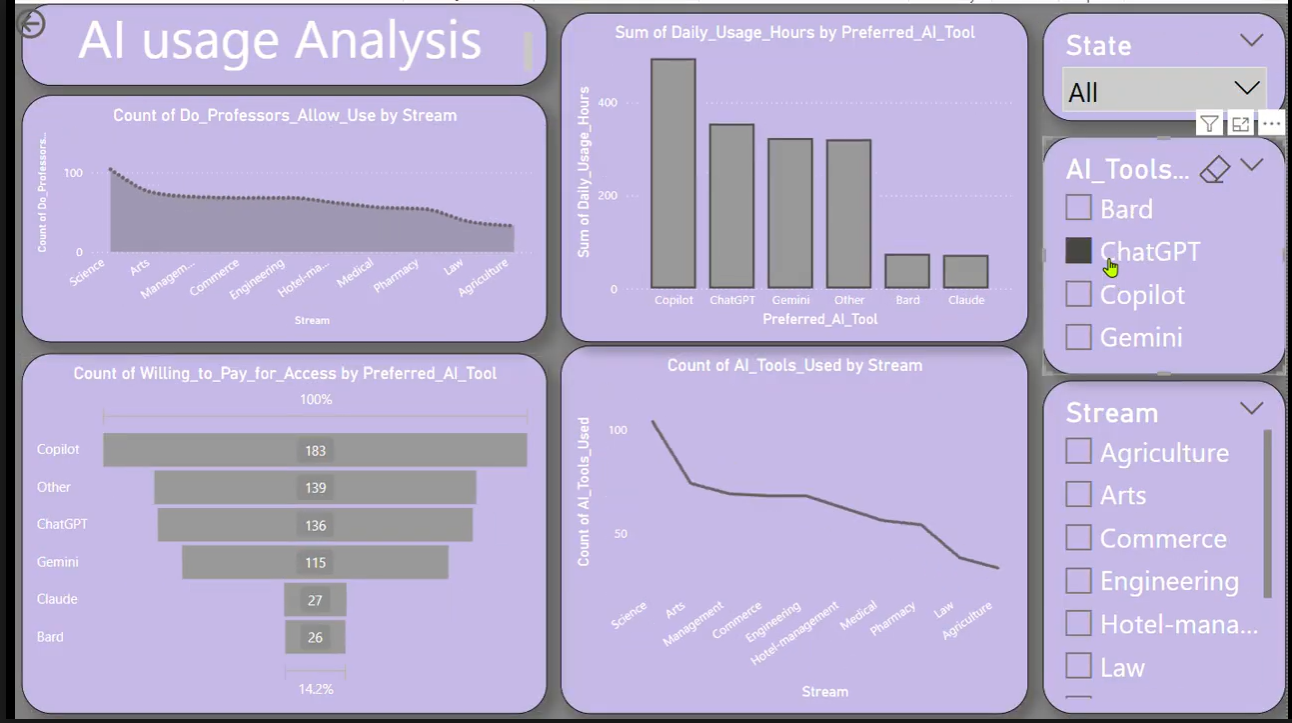 AI usage Analysis
Count of Do_Professors_Allow_Use by Stream
Count of Do_Professors...
100
0
Science
Arts
Managem...
Commerce
Engineering
Hotel-ma...
Medical
Pharmacy
Law
Agriculture
Stream
Count of Willing_to_Pay_for_Access by Preferred_AI_Tool
100%
Copilot 183
Other 139
ChatGPT 136
Gemini 115
Claude 27
Bard 26
14.2%
Sum of Daily_Usage_Hours by Preferred_AI_Tool
Sum of Daily_Usage_Hours
400
200
0
Copilot ChatGPT Gemini Other Bard Claude
Preferred_AI_Tool
Count of AI_Tools_Used by Stream
Count of AI_Tools_Used
100
50
Science
Arts
Management
Commerce
Engineering
Hotel-management
Medical
Pharmacy
Law
Agriculture
Stream
State
All
AI_Tools...
Bard
ChatGPT
Copilot
Gemini
Stream
Agriculture
Arts
Commerce
Engineering
Hotel-mana...
Law